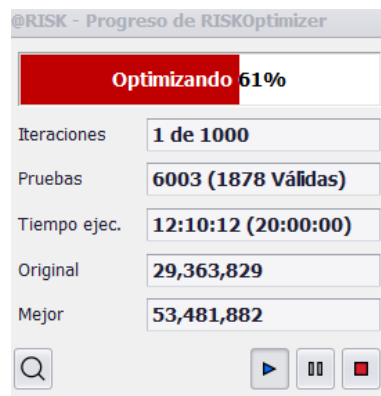 @RISK - Progreso de RISKOptimizer
Optimizando 61%
Iteraciones 1 de 1000
Pruebas 6003 (1878 Válidas)
Tiempo ejec. 12:10:12 (20:00:00)
Original 29,363,829
Mejor 53,481,882